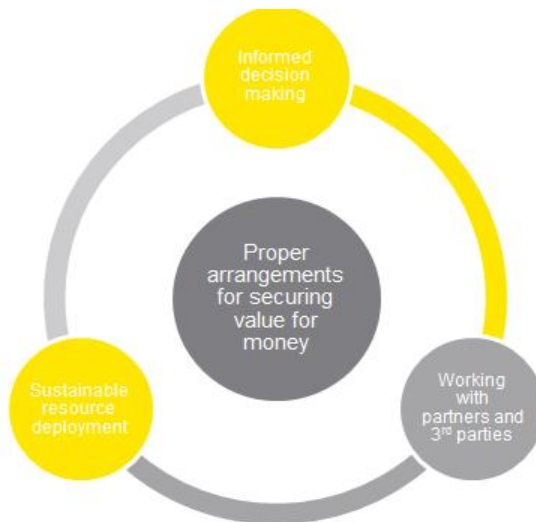 Informed
decision
making
Proper
arrangements
for securing
value for
money
Sustainable
resource
deployment
Working
with
partners and
3rd parties